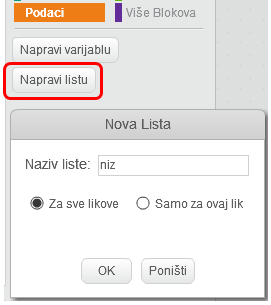 Podaci Više Blokova
Napravi varijablu
Napravi listu
Nova Lista
Naziv liste: niz
Za sve likove Samo za ovaj lik
OK Poništi